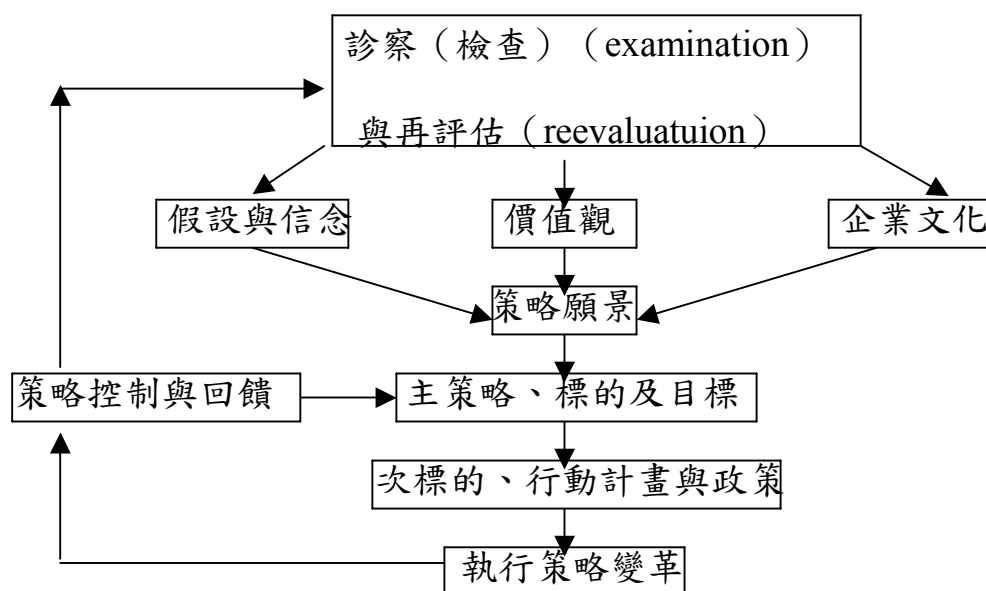 診察（檢查）（examination）
與再評估（reevaluatuion）
假設與信念
價值觀
企業文化
策略願景
策略控制與回饋
主策略、標的及目標
次標的、行動計畫與政策
執行策略變革